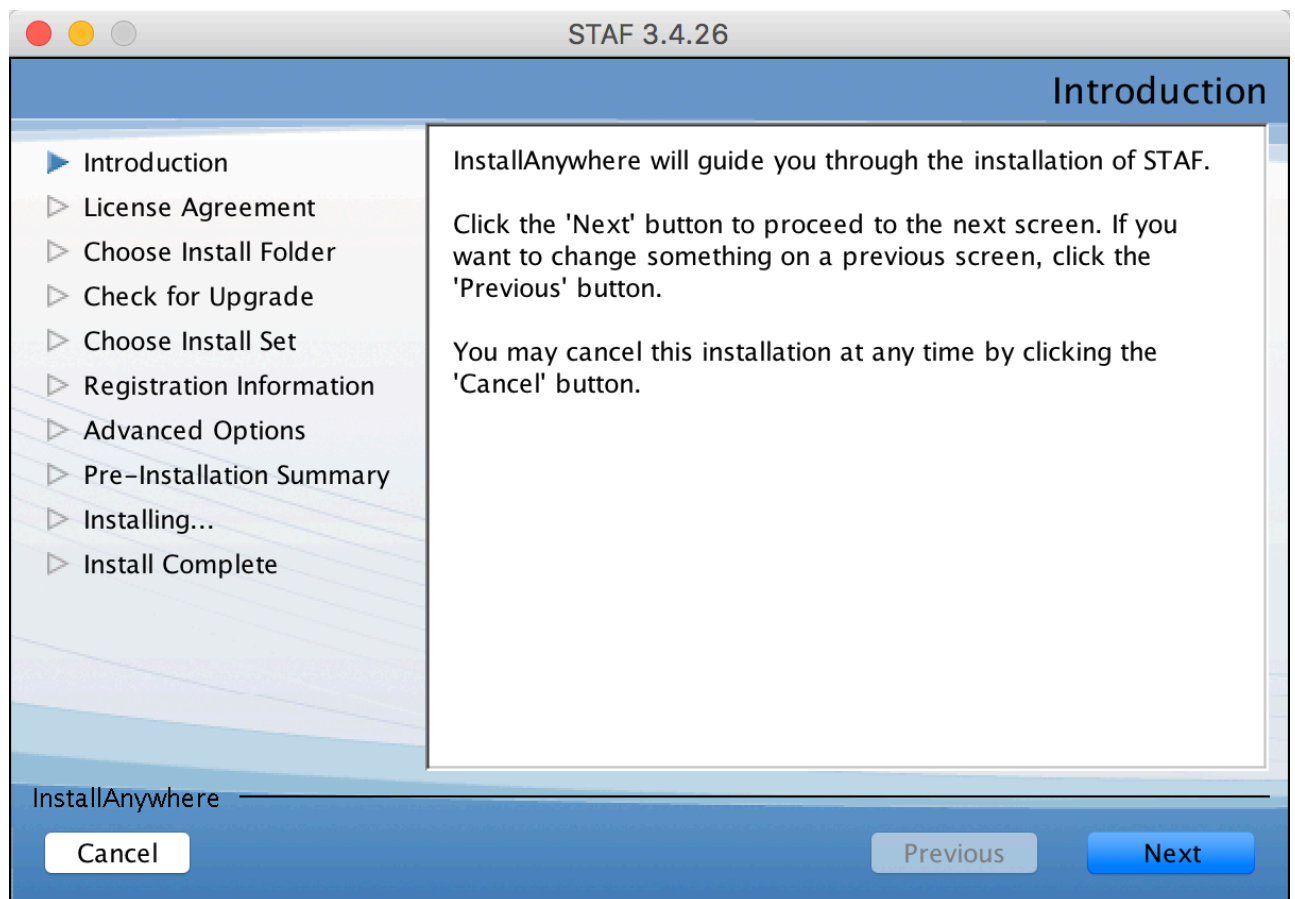 STAF 3.4.26
Introduction
Introduction
License Agreement
Choose Install Folder
Check for Upgrade
Choose Install Set
Registration Information
Advanced Options
Pre-Installation Summary
Installing...
Install Complete
InstallAnywhere will guide you through the installation of STAF.
Click the 'Next' button to proceed to the next screen. If you
want to change something on a previous screen, click the
'Previous' button.
You may cancel this installation at any time by clicking the
'Cancel' button.
InstallAnywhere
Cancel
Previous
Next